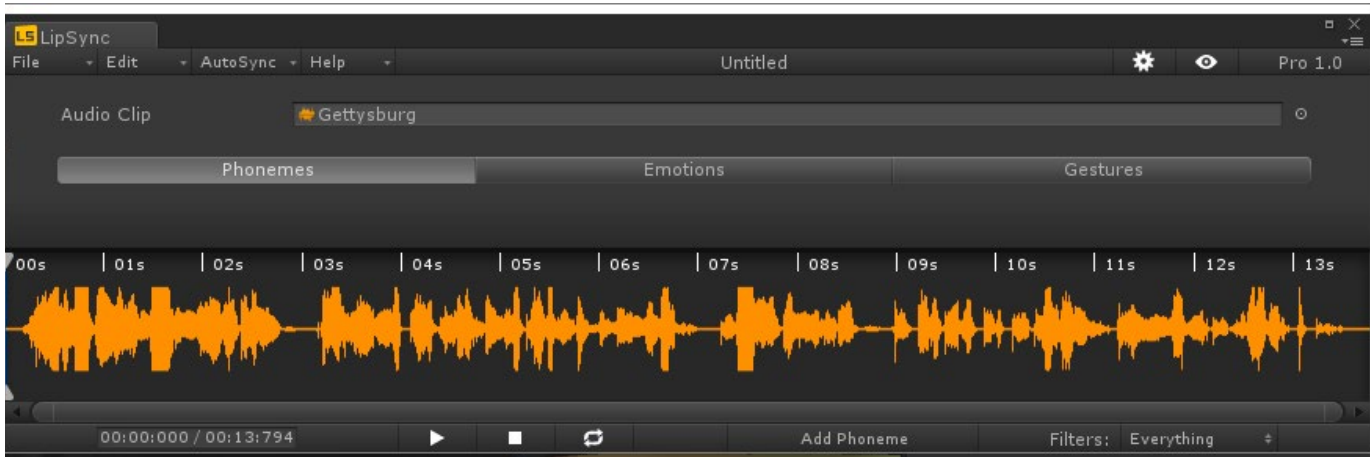 LS LipSync
File Edit AutoSync Help Untitled Pro 1.0
Audio Clip Gettysburg
Phonemes Emotions Gestures
00s 01s 02s 03s 04s 05s 06s 07s 08s 09s 10s 11s 12s 13s
00:00:000 / 00:13:794 Add Phoneme Filters: Everything